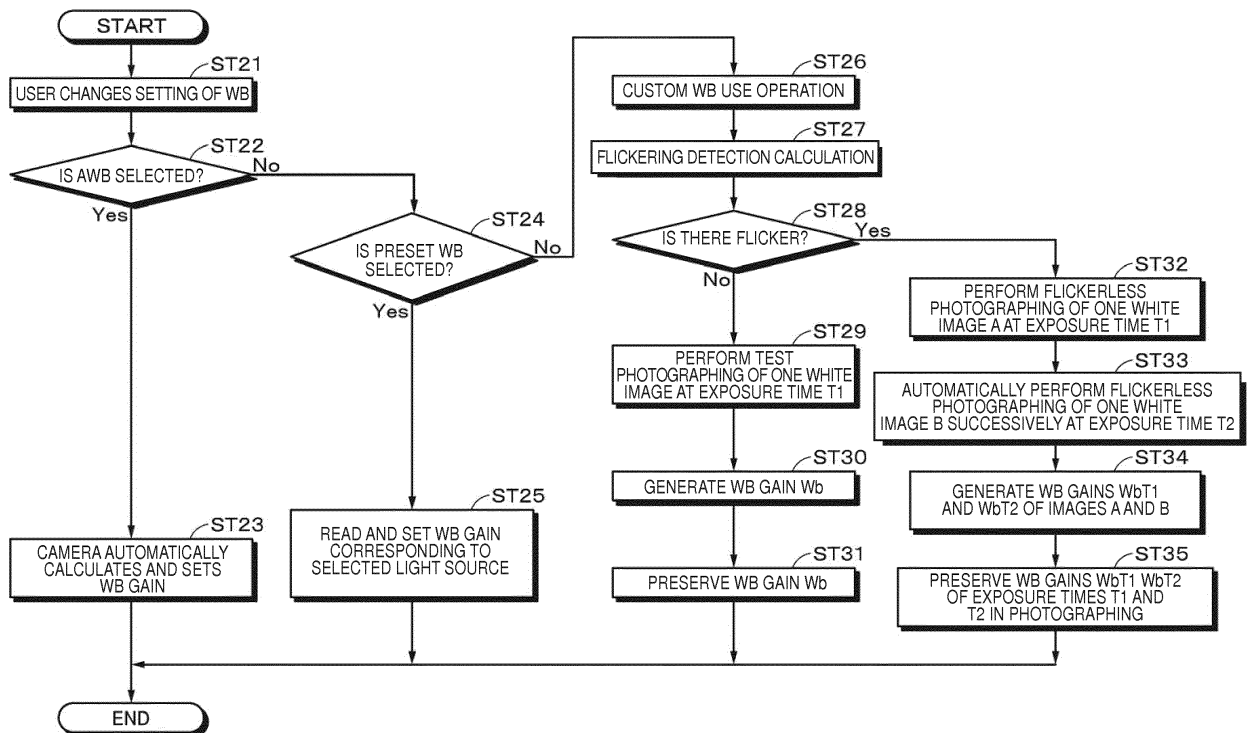 START
ST21
USER CHANGES SETTING OF WB
ST22
IS AWB SELECTED?
No
Yes
ST23
CAMERA AUTOMATICALLY
CALCULATES AND SETS
WB GAIN
ST24
IS PRESET WB
SELECTED?
No
Yes
ST25
READ AND SET WB GAIN
CORRESPONDING TO
SELECTED LIGHT SOURCE
ST26
CUSTOM WB USE OPERATION
ST27
FLICKERING DETECTION CALCULATION
ST28
IS THERE FLICKER?
Yes
No
ST29
PERFORM TEST
PHOTOGRAPHING OF ONE WHITE
IMAGE AT EXPOSURE TIME T1
ST30
GENERATE WB GAIN Wb
ST31
PRESERVE WB GAIN Wb
ST32
PERFORM FLICKERLESS
PHOTOGRAPHING OF ONE WHITE
IMAGE A AT EXPOSURE TIME T1
ST33
AUTOMATICALLY PERFORM FLICKERLESS
PHOTOGRAPHING OF ONE WHITE
IMAGE B SUCCESSIVELY AT EXPOSURE TIME T2
ST34
GENERATE WB GAINS WbT1
AND WbT2 OF IMAGES A AND B
ST35
PRESERVE WB GAINS WbT1 WbT2
OF EXPOSURE TIMES T1 AND
T2 IN PHOTOGRAPHING
END